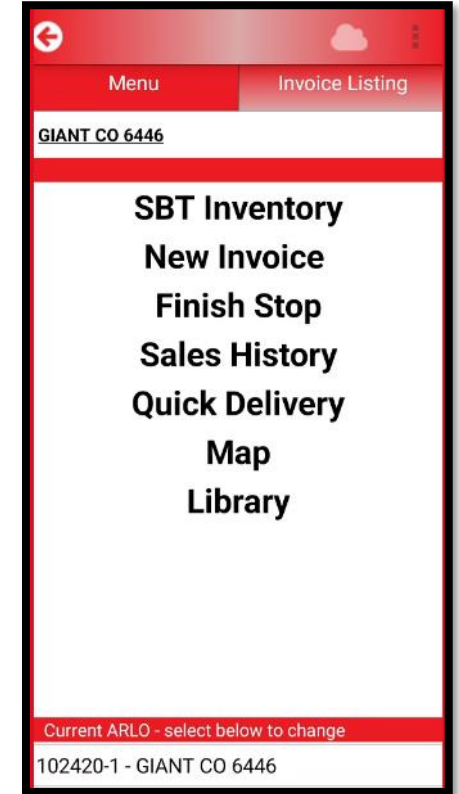 Menu
Invoice Listing
GIANT CO 6446
SBT Inventory
New Invoice
Finish Stop
Sales History
Quick Delivery
Map
Library
Current ARLO - select below to change
102420-1 - GIANT CO 6446